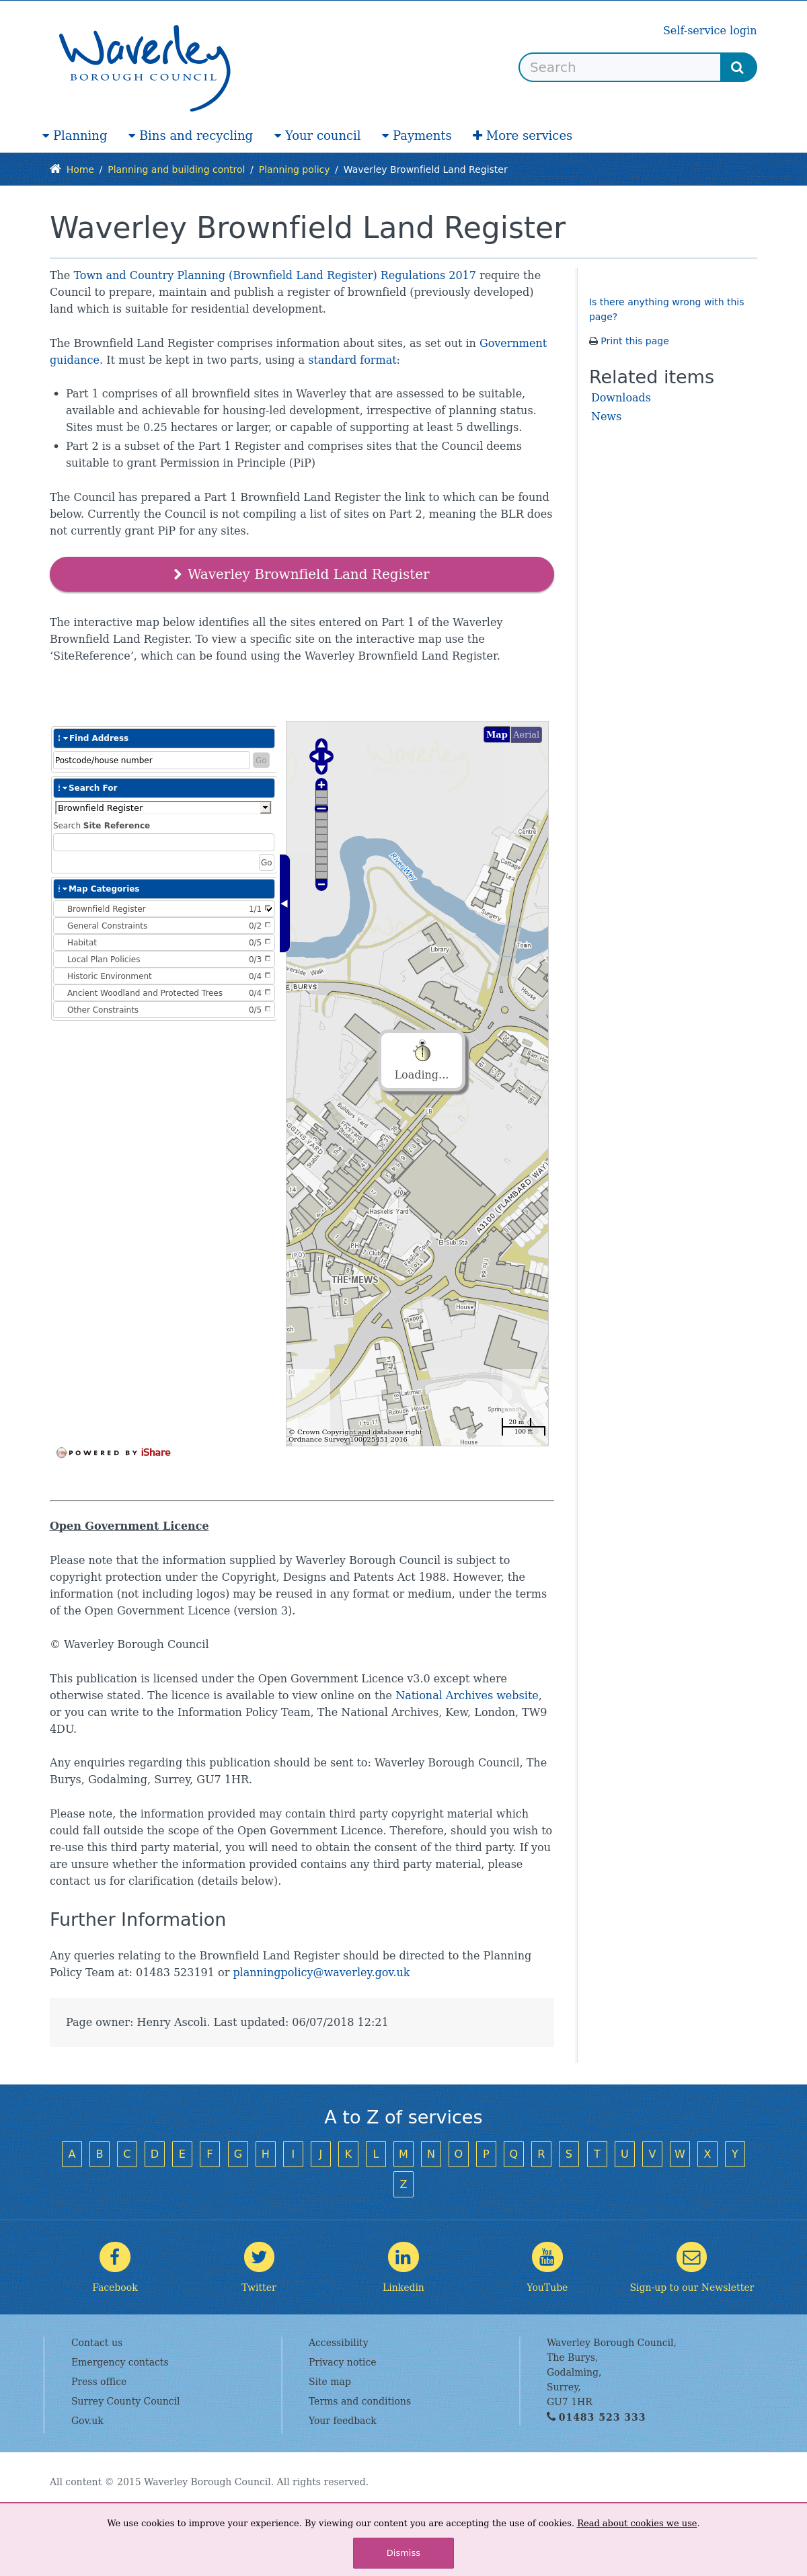 Waverley
BOROUGH COUNCIL
Self-service login
Search
Planning
Bins and recycling
Your council
Payments
More services
Home / Planning and building control / Planning policy / Waverley Brownfield Land Register
Waverley Brownfield Land Register
The Town and Country Planning (Brownfield Land Register) Regulations 2017 require the
Council to prepare, maintain and publish a register of brownfield (previously developed)
land which is suitable for residential development.
The Brownfield Land Register comprises information about sites, as set out in Government
guidance. It must be kept in two parts, using a standard format:
• Part 1 comprises of all brownfield sites in Waverley that are assessed to be suitable,
available and achievable for housing-led development, irrespective of planning status.
Sites must be 0.25 hectares or larger, or capable of supporting at least 5 dwellings.
• Part 2 is a subset of the Part 1 Register and comprises sites that the Council deems
suitable to grant Permission in Principle (PiP)
The Council has prepared a Part 1 Brownfield Land Register the link to which can be found
below. Currently the Council is not compiling a list of sites on Part 2, meaning the BLR does
not currently grant PiP for any sites.
Waverley Brownfield Land Register
The interactive map below identifies all the sites entered on Part 1 of the Waverley
Brownfield Land Register. To view a specific site on the interactive map use the
‘SiteReference’, which can be found using the Waverley Brownfield Land Register.
Is there anything wrong with this
page?
Print this page
Related items
Downloads
News
Find Address
Postcode/house number
Go
Search For
Brownfield Register
Search Site Reference
Go
Map Categories
Brownfield Register 1/1
General Constraints 0/2
Habitat 0/5
Local Plan Policies 0/3
Historic Environment 0/4
Ancient Woodland and Protected Trees 0/4
Other Constraints 0/5
Map Aerial
River Wey
Centre
Cottage
Lea
Surgery
Library
Town
House
erside Walk
E BURYS
Loading...
LB
Builders Yard
Haskells Yard
El Sub Sta
A3100 (FLAMBARD WAY)
PH
Club
THE MEWS
House
Steppe
Latimer
House
House
20 m
100 ft
© Crown Copyright and database right
Ordnance Survey 100025451 2016
POWERED BY iShare
Open Government Licence
Please note that the information supplied by Waverley Borough Council is subject to
copyright protection under the Copyright, Designs and Patents Act 1988. However, the
information (not including logos) may be reused in any format or medium, under the terms
of the Open Government Licence (version 3).
© Waverley Borough Council
This publication is licensed under the Open Government Licence v3.0 except where
otherwise stated. The licence is available to view online on the National Archives website,
or you can write to the Information Policy Team, The National Archives, Kew, London, TW9
4DU.
Any enquiries regarding this publication should be sent to: Waverley Borough Council, The
Burys, Godalming, Surrey, GU7 1HR.
Please note, the information provided may contain third party copyright material which
could fall outside the scope of the Open Government Licence. Therefore, should you wish to
re-use this third party material, you will need to obtain the consent of the third party. If you
are unsure whether the information provided contains any third party material, please
contact us for clarification (details below).
Further Information
Any queries relating to the Brownfield Land Register should be directed to the Planning
Policy Team at: 01483 523191 or planningpolicy@waverley.gov.uk
Page owner: Henry Ascoli. Last updated: 06/07/2018 12:21
A to Z of services
A B C D E F G H I J K L M N O P Q R S T U V W X Y
Z
Facebook
Twitter
Linkedin
YouTube
Sign-up to our Newsletter
Contact us
Emergency contacts
Press office
Surrey County Council
Gov.uk
Accessibility
Privacy notice
Site map
Terms and conditions
Your feedback
Waverley Borough Council,
The Burys,
Godalming,
Surrey,
GU7 1HR
01483 523 333
All content © 2015 Waverley Borough Council. All rights reserved.
We use cookies to improve your experience. By viewing our content you are accepting the use of cookies. Read about cookies we use.
Dismiss